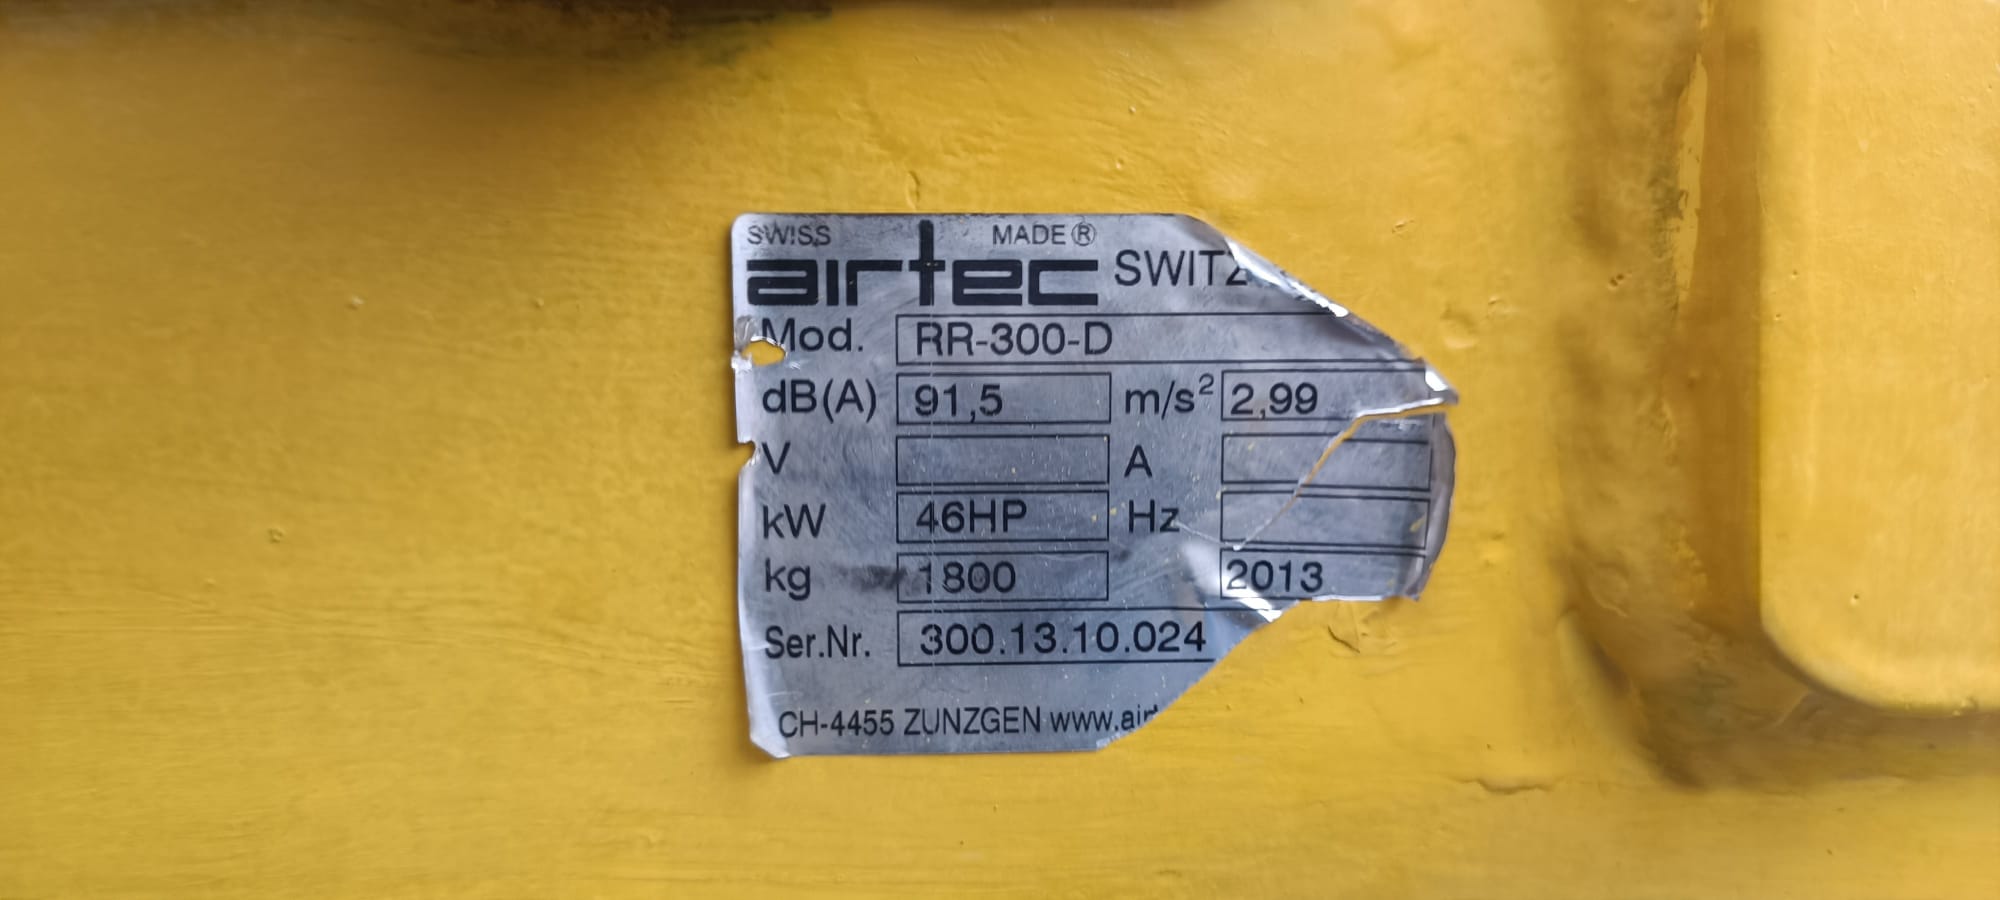 SWISS MADE®
airtec SWITZ
Mod. RR-300-D
dB(A) 91,5 m/s² 2,99
V A
kW 46HP Hz
kg 1800 2013
Ser.Nr. 300.13.10.024
CH-4455 ZUNZGEN www.air